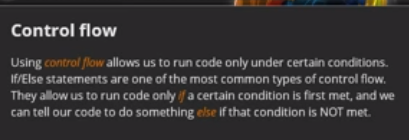 Control flow
Using control flow allows us to run code only under certain conditions.
If/Else statements are one of the most common types of control flow.
They allow us to run code only if a certain condition is first met, and we
can tell our code to do something else if that condition is NOT met.